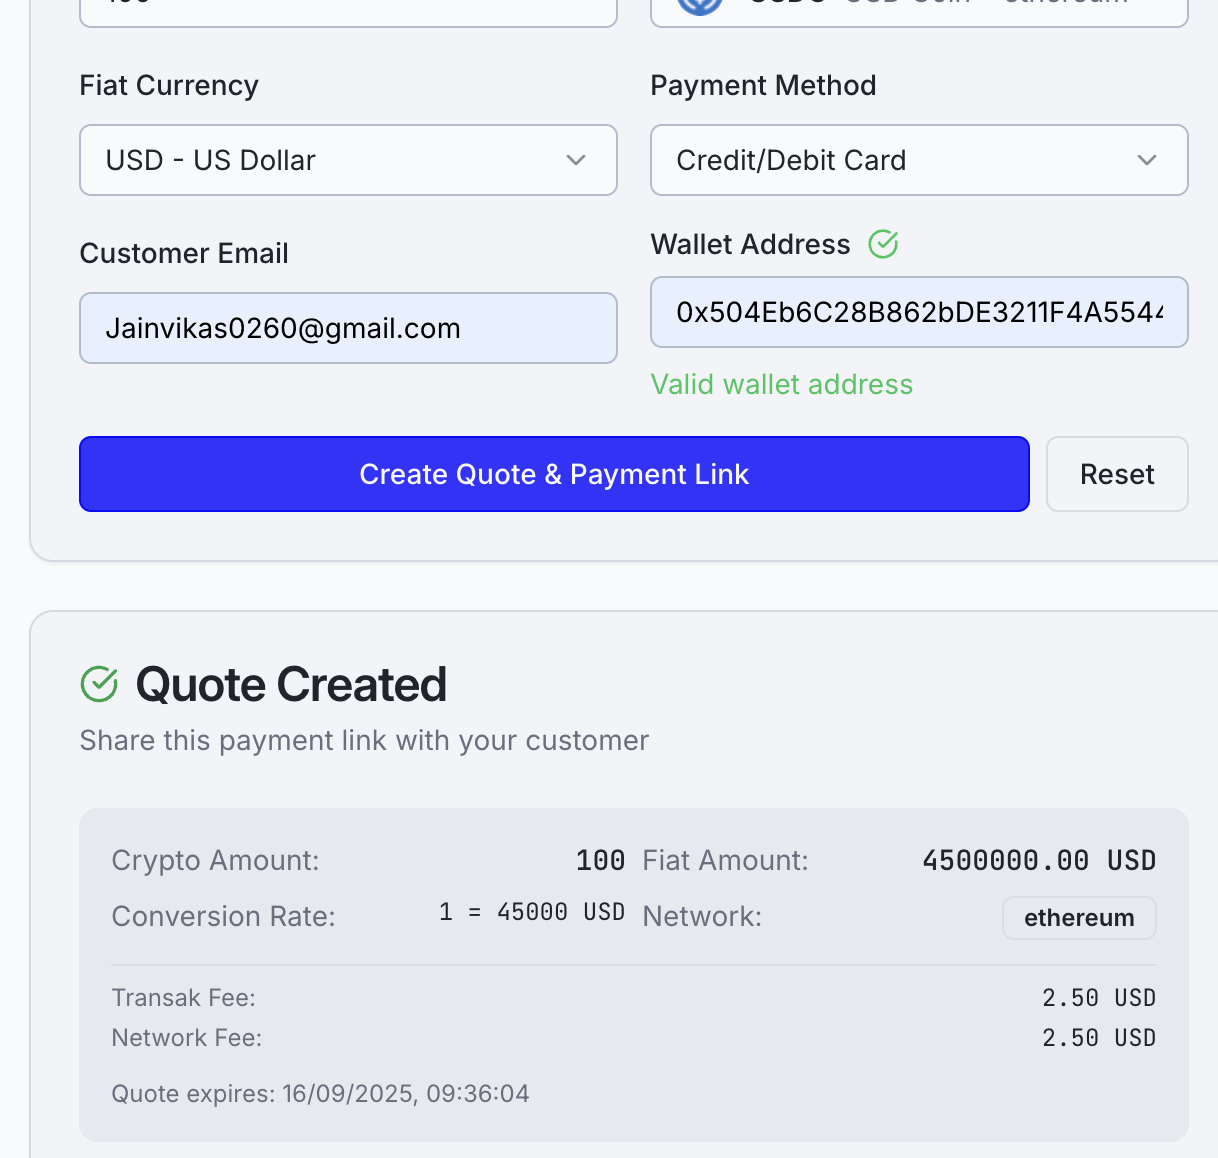 Fiat Currency
Payment Method
USD - US Dollar
Credit/Debit Card
Customer Email
Wallet Address
Jainvikas0260@gmail.com
0x504Eb6C28B862bDE3211F4A554
Valid wallet address
Create Quote & Payment Link
Reset
Quote Created
Share this payment link with your customer
Crypto Amount: 100 Fiat Amount: 4500000.00 USD
Conversion Rate: 1 = 45000 USD Network: ethereum
Transak Fee: 2.50 USD
Network Fee: 2.50 USD
Quote expires: 16/09/2025, 09:36:04